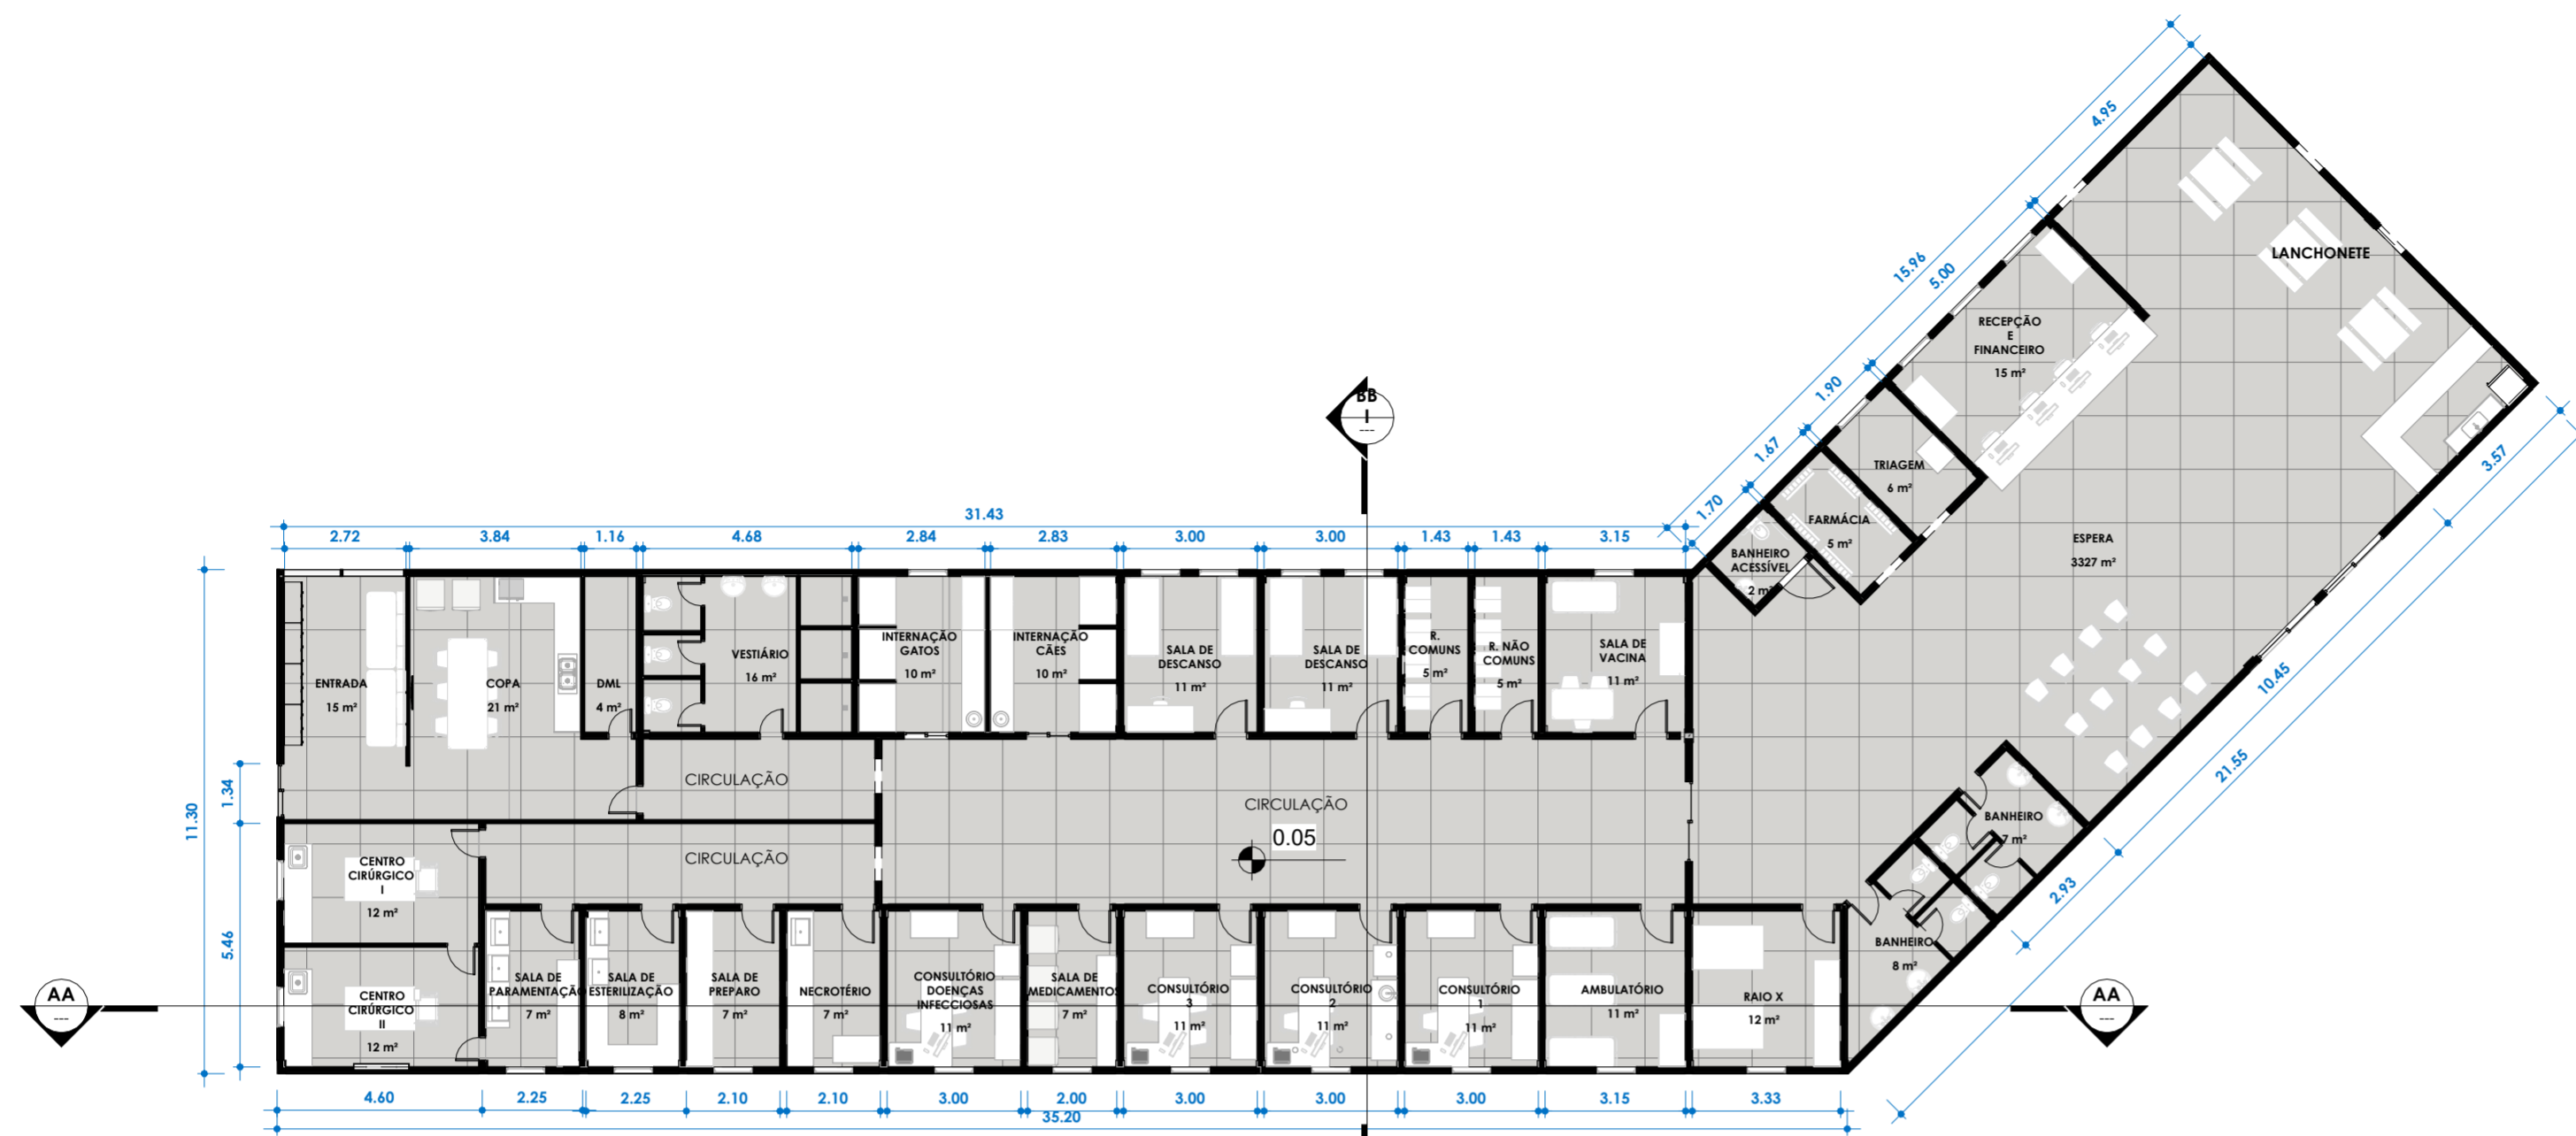 4.95
15.96
5.00
1.90
1.67
1.70
LANCHONETE
RECEPÇÃO
E
FINANCEIRO
15 m²
TRIAGEM
6 m²
FARMÁCIA
5 m²
BANHEIRO
ACESSÍVEL
2 m²
ESPERA
3327 m²
3.57
10.45
21.55
2.93
BB
I
---
31.43
2.72
3.84
1.16
4.68
2.84
2.83
3.00
3.00
1.43
1.43
3.15
11.30
1.34
5.46
ENTRADA
15 m²
COPA
21 m²
DML
4 m²
VESTIÁRIO
16 m²
INTERNAÇÃO
GATOS
10 m²
INTERNAÇÃO
CÃES
10 m²
SALA DE
DESCANSO
11 m²
SALA DE
DESCANSO
11 m²
R.
COMUNS
5 m²
R. NÃO
COMUNS
5 m²
SALA DE
VACINA
11 m²
CIRCULAÇÃO
CIRCULAÇÃO
CIRCULAÇÃO
0.05
BANHEIRO
7 m²
BANHEIRO
8 m²
CENTRO
CIRÚRGICO
I
12 m²
CENTRO
CIRÚRGICO
II
12 m²
SALA DE
PARAMENTAÇÃO
7 m²
SALA DE
ESTERILIZAÇÃO
8 m²
SALA DE
PREPARO
7 m²
NECROTÉRIO
7 m²
CONSULTÓRIO
DOENÇAS
INFECCIOSAS
11 m²
SALA DE
MEDICAMENTOS
7 m²
CONSULTÓRIO
3
11 m²
CONSULTÓRIO
2
11 m²
CONSULTÓRIO
1
11 m²
AMBULATÓRIO
11 m²
RAIO X
12 m²
AA
---
AA
---
4.60
2.25
2.25
2.10
2.10
3.00
2.00
3.00
3.00
3.00
3.15
3.33
35.20